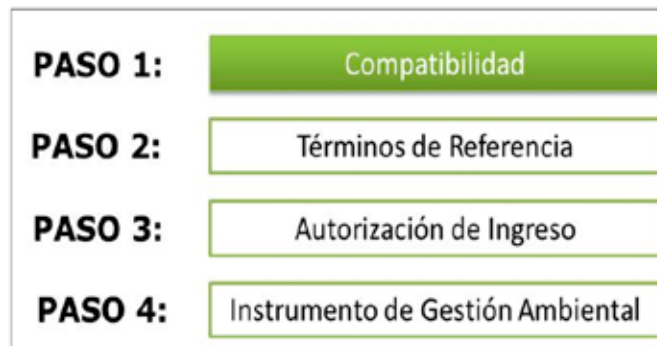 PASO 1: Compatibilidad
PASO 2: Términos de Referencia
PASO 3: Autorización de Ingreso
PASO 4: Instrumento de Gestión Ambiental